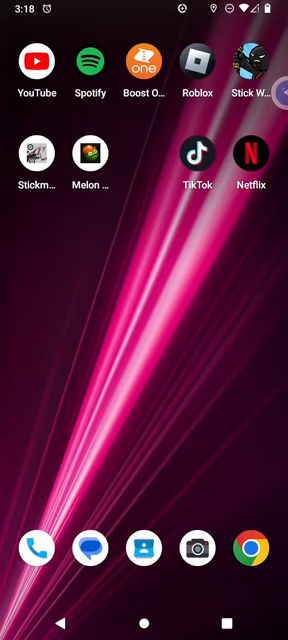 3:18
YouTube Spotify Boost O... Roblox Stick W...
one
Stickm... Melon ... TikTok Netflix